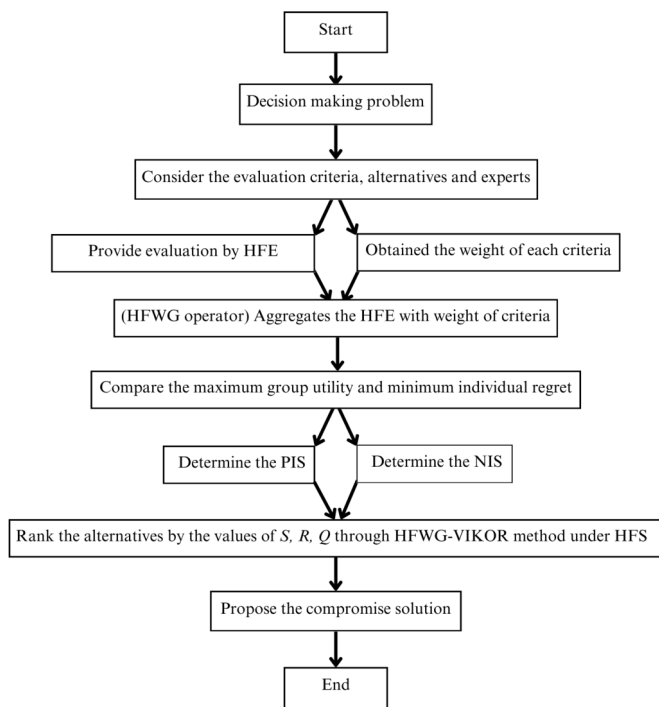 Start
Decision making problem
Consider the evaluation criteria, alternatives and experts
Provide evaluation by HFE
Obtained the weight of each criteria
(HFWG operator) Aggregates the HFE with weight of criteria
Compare the maximum group utility and minimum individual regret
Determine the PIS
Determine the NIS
Rank the alternatives by the values of S, R, Q through HFWG-VIKOR method under HFS
Propose the compromise solution
End